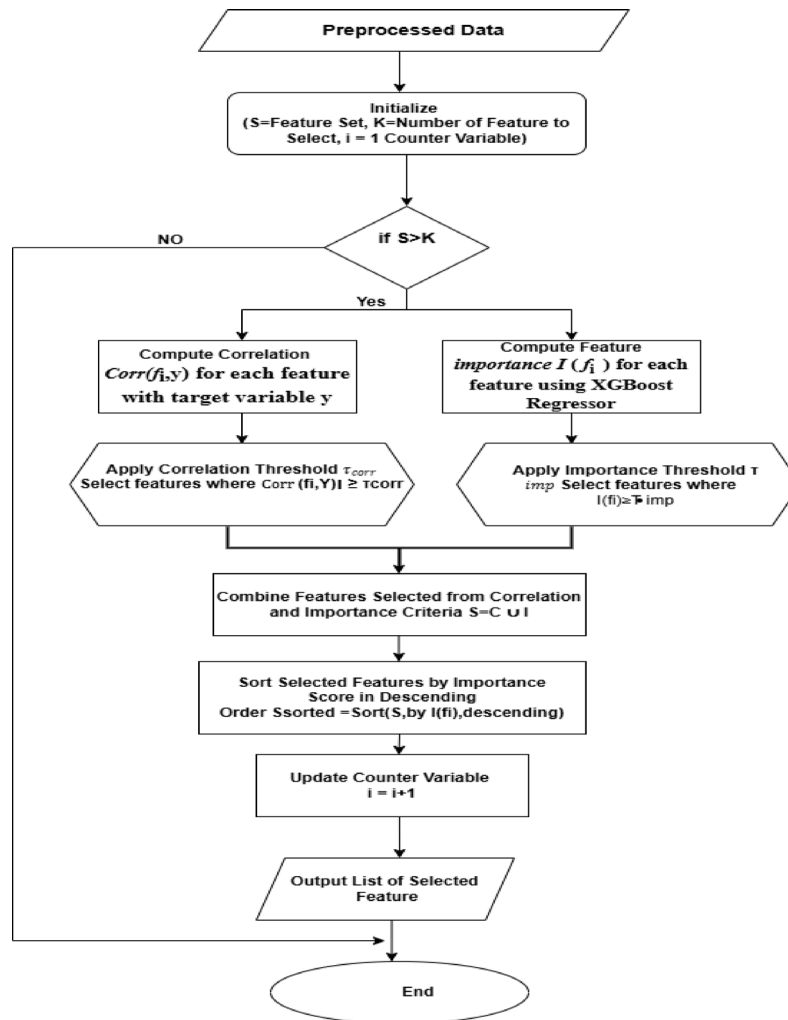 Preprocessed Data
Initialize
(S=Feature Set, K=Number of Feature to
Select, i = 1 Counter Variable)
NO
if S>K
Yes
Compute Correlation
Corr(fi,y) for each feature
with target variable y
Compute Feature
importance I ( fi ) for each
feature using XGBoost
Regressor
Apply Correlation Threshold τcorr
Select features where Corr (fi,Y)| ≥ τcorr
Apply Importance Threshold τ
imp Select features where
I(fi)≥ imp
Combine Features Selected from Correlation
and Importance Criteria S=C ∪ I
Sort Selected Features by Importance
Score in Descending
Order Ssorted =Sort(S,by I(fi),descending)
Update Counter Variable
i = i+1
Output List of Selected
Feature
End